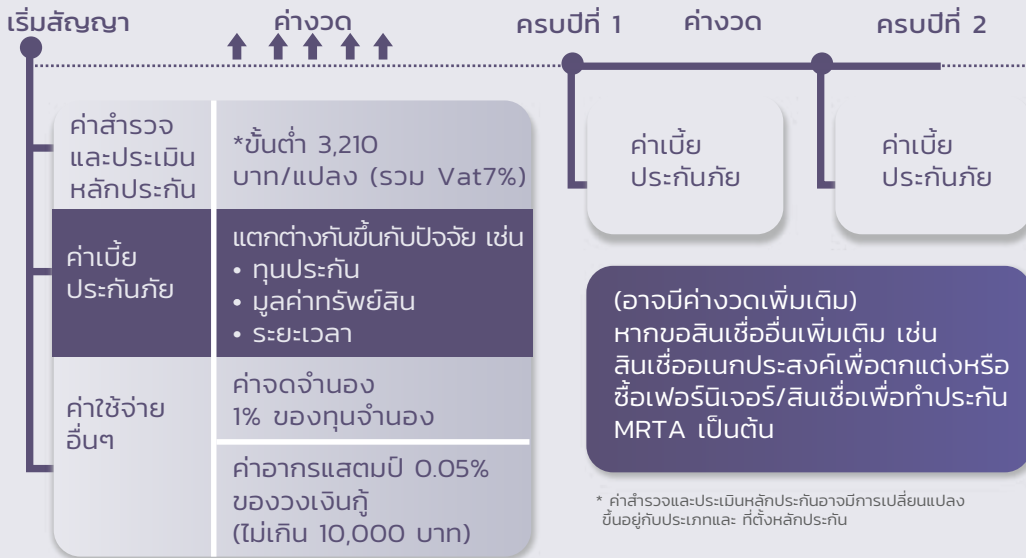 เริ่มสัญญา
ค่างวด
ครบปีที่ 1
ค่างวด
ครบปีที่ 2
ค่าสำรวจ
และประเมิน
หลักประกัน
*ขั้นต่ำ 3,210
บาท/แปลง (รวม Vat7%)
ค่าเบี้ย
ประกันภัย
แตกต่างกันขึ้นกับปัจจัย เช่น
• ทุนประกัน
• มูลค่าทรัพย์สิน
• ระยะเวลา
ค่าใช้จ่าย
อื่นๆ
ค่าจดจำนอง
1% ของทุนจำนอง
ค่าอากรแสตมป์ 0.05%
ของวงเงินกู้
(ไม่เกิน 10,000 บาท)
ค่าเบี้ย
ประกันภัย
ค่าเบี้ย
ประกันภัย
(อาจมีค่างวดเพิ่มเติม)
หากขอสินเชื่ออื่นเพิ่มเติม เช่น
สินเชื่ออเนกประสงค์เพื่อตกแต่งหรือ
ซื้อเฟอร์นิเจอร์/สินเชื่อเพื่อทำประกัน
MRTA เป็นต้น
* ค่าสำรวจและประเมินหลักประกันอาจมีการเปลี่ยนแปลง
ขึ้นอยู่กับประเภทและ ที่ตั้งหลักประกัน